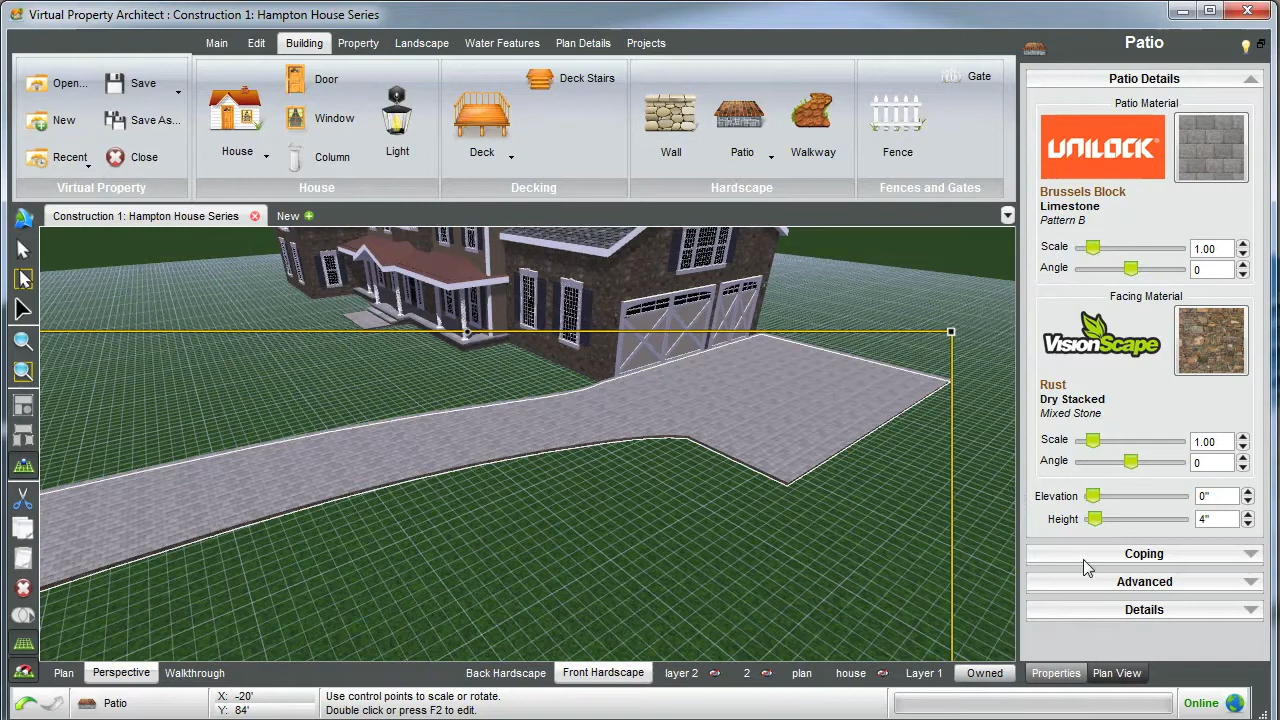 Virtual Property Architect : Construction 1: Hampton House Series
Main Edit Building Property Landscape Water Features Plan Details Projects
Open... Save
New Save As...
Recent Close
Virtual Property
House
Door
Window
Column
Light
House
Deck
Deck Stairs
Decking
Wall Patio Walkway
Hardscape
Fence
Gate
Fences and Gates
Construction 1: Hampton House Series New
Patio
Patio Details
Patio Material
UNILOCK®
Brussels Block
Limestone
Pattern B
Scale 1.00
Angle 0
Facing Material
VisionScape
Rust
Dry Stacked
Mixed Stone
Scale 1.00
Angle 0
Elevation 0"
Height 4"
Coping
Advanced
Details
Plan Perspective Walkthrough Back Hardscape Front Hardscape layer 2 2 plan house Layer 1 Owned Properties Plan View
Patio
X: -20'
Y: 84'
Use control points to scale or rotate.
Double click or press F2 to edit.
Online